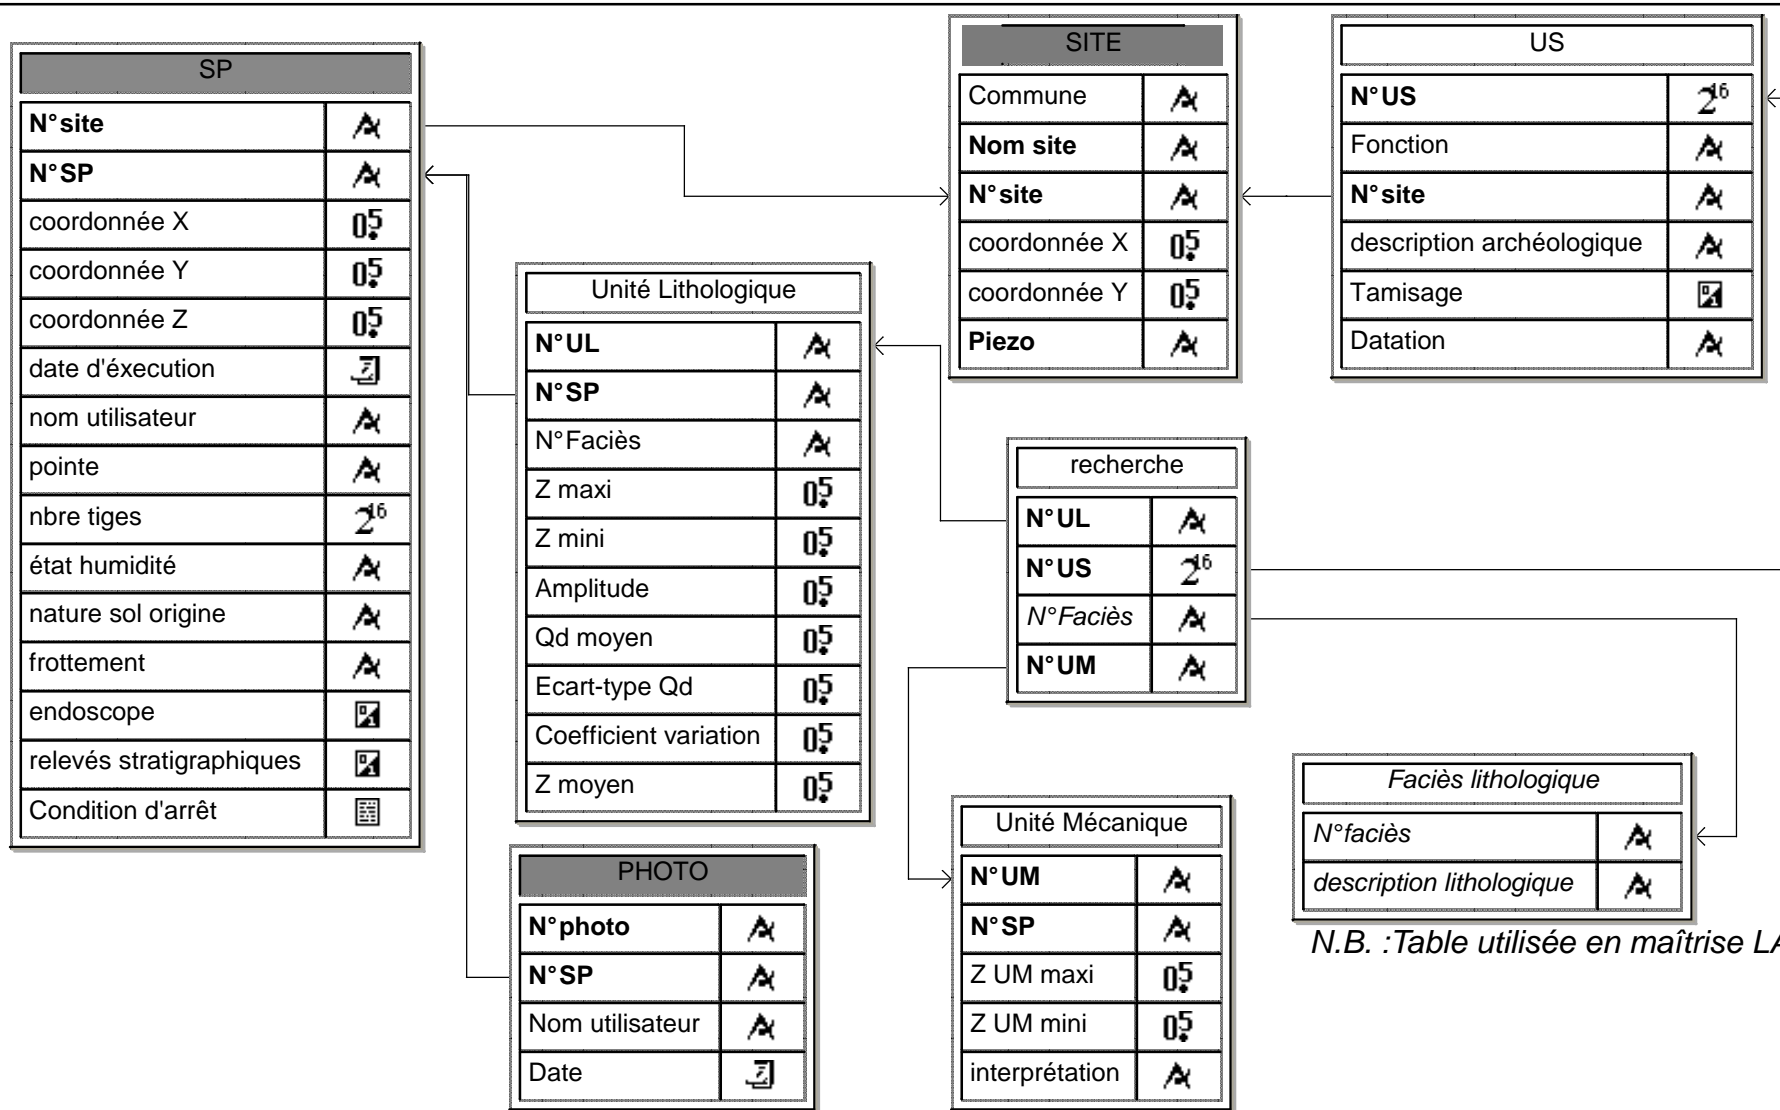 SP
N°site
N°SP
coordonnée X
coordonnée Y
coordonnée Z
date d'éxecution
nom utilisateur
pointe
nbre tiges
état humidité
nature sol origine
frottement
endoscope
relevés stratigraphiques
Condition d'arrêt
Unité Lithologique
N°UL
N°SP
N°Faciès
Z maxi
Z mini
Amplitude
Qd moyen
Ecart-type Qd
Coefficient variation
Z moyen
PHOTO
N°photo
N°SP
Nom utilisateur
Date
SITE
Commune
Nom site
N°site
coordonnée X
coordonnée Y
Piezo
US
N°US
Fonction
N°site
description archéologique
Tamisage
Datation
recherche
N°UL
N°US
N°Faciès
N°UM
Unité Mécanique
N°UM
N°SP
Z UM maxi
Z UM mini
interprétation
Faciès lithologique
N°faciès
description lithologique
N.B. :Table utilisée en maîtrise LA